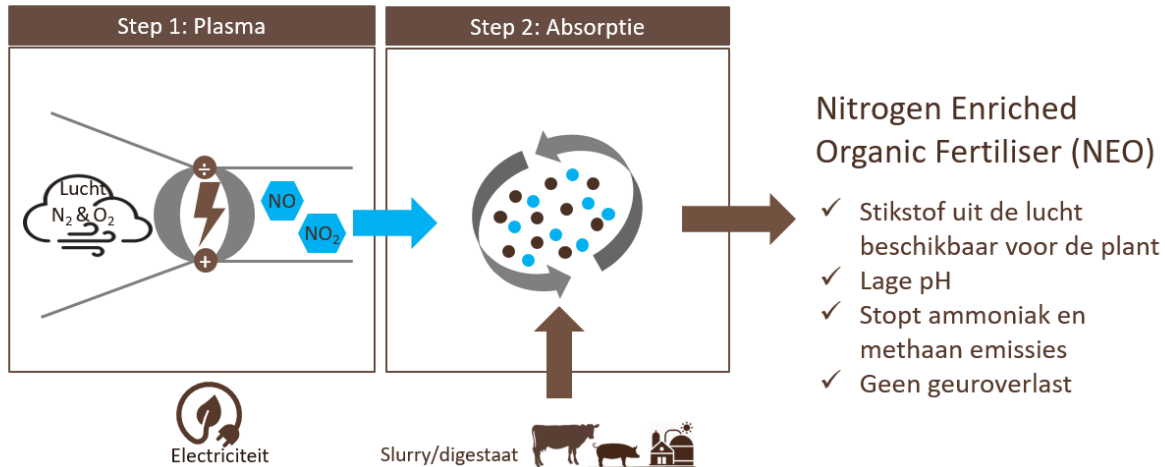 Step 1: Plasma
Step 2: Absorptie
÷
Lucht
N₂ & O₂
NO
NO₂
+
Electriciteit
Slurry/digestaat
Nitrogen Enriched
Organic Fertiliser (NEO)
✓ Stikstof uit de lucht
beschikbaar voor de plant
✓ Lage pH
✓ Stopt ammoniak en
methaan emissies
✓ Geen geuroverlast